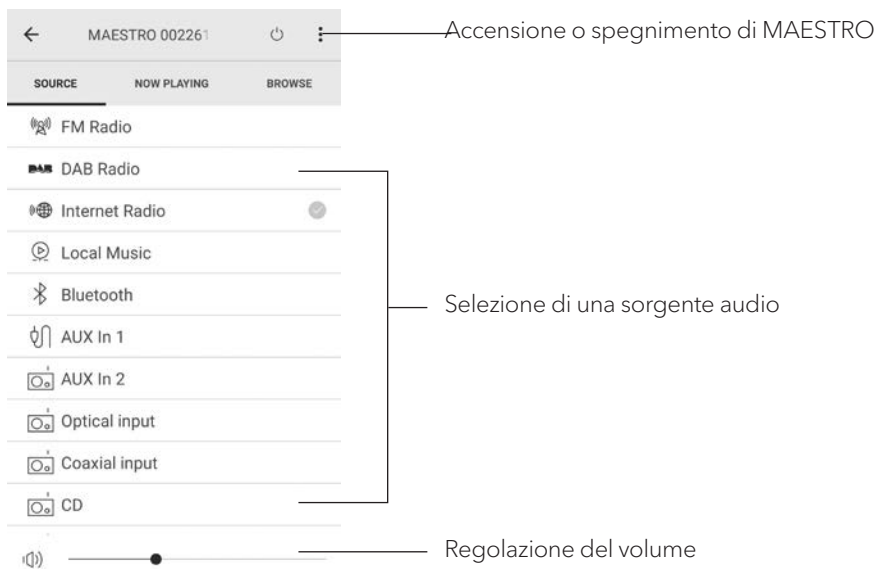 MAESTRO 002261
Accensione o spegnimento di MAESTRO
SOURCE NOW PLAYING BROWSE
FM Radio
DAB DAB Radio
Internet Radio
Local Music
Bluetooth
Selezione di una sorgente audio
AUX In 1
AUX In 2
Optical input
Coaxial input
CD
Regolazione del volume